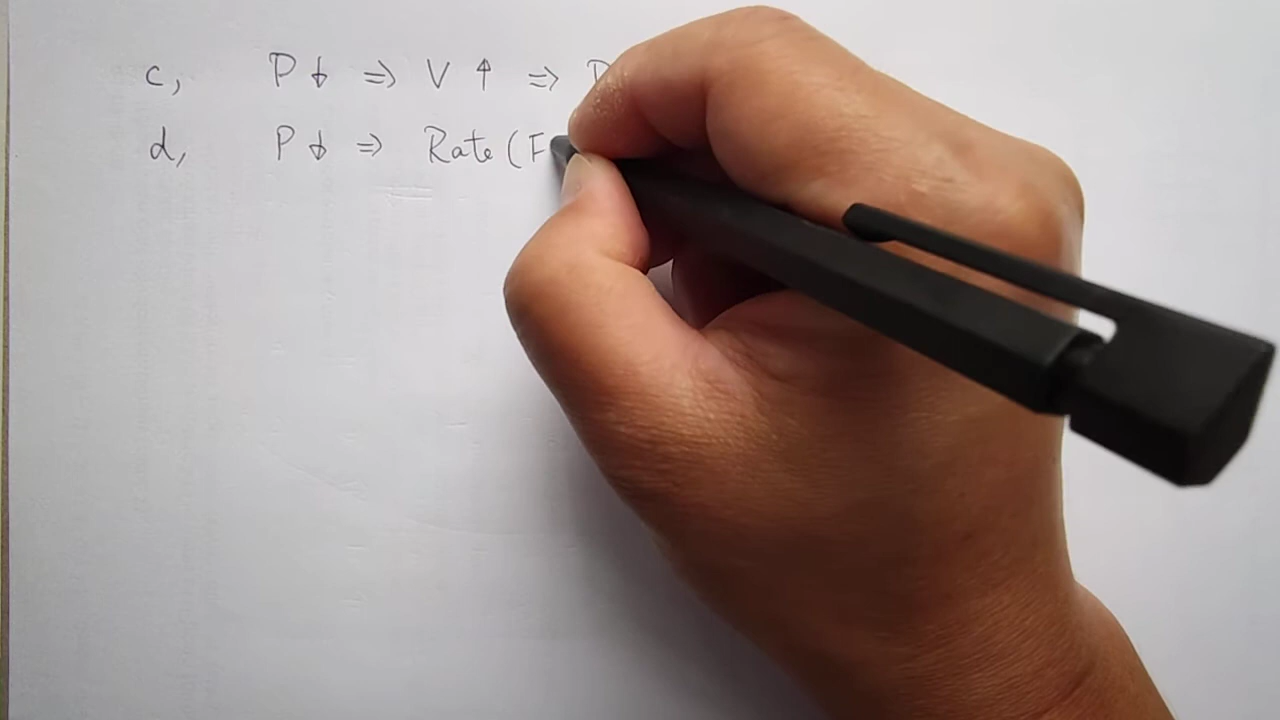 c, P ↓ ⇒ V ↑ ⇒
d, P ↓ ⇒ Rate (F